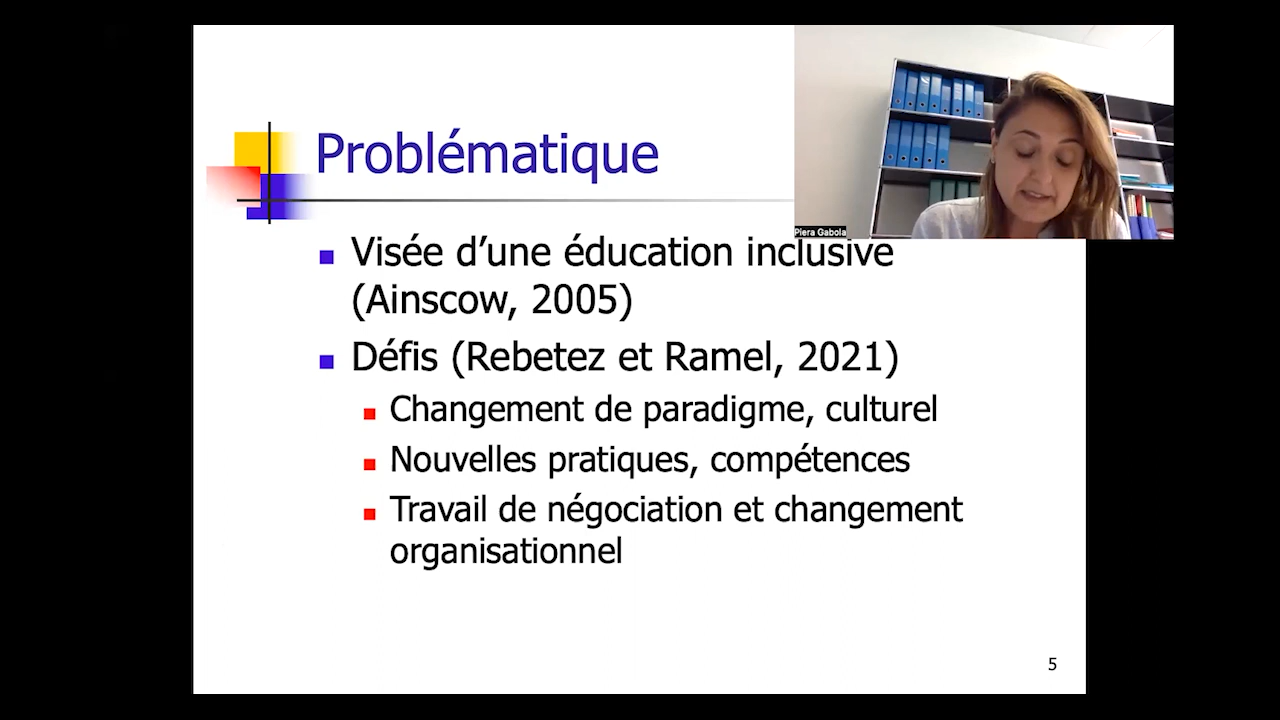 Problématique
Piera Gabola
Visée d’une éducation inclusive
(Ainscow, 2005)
Défis (Rebetez et Ramel, 2021)
Changement de paradigme, culturel
Nouvelles pratiques, compétences
Travail de négociation et changement
organisationnel
5